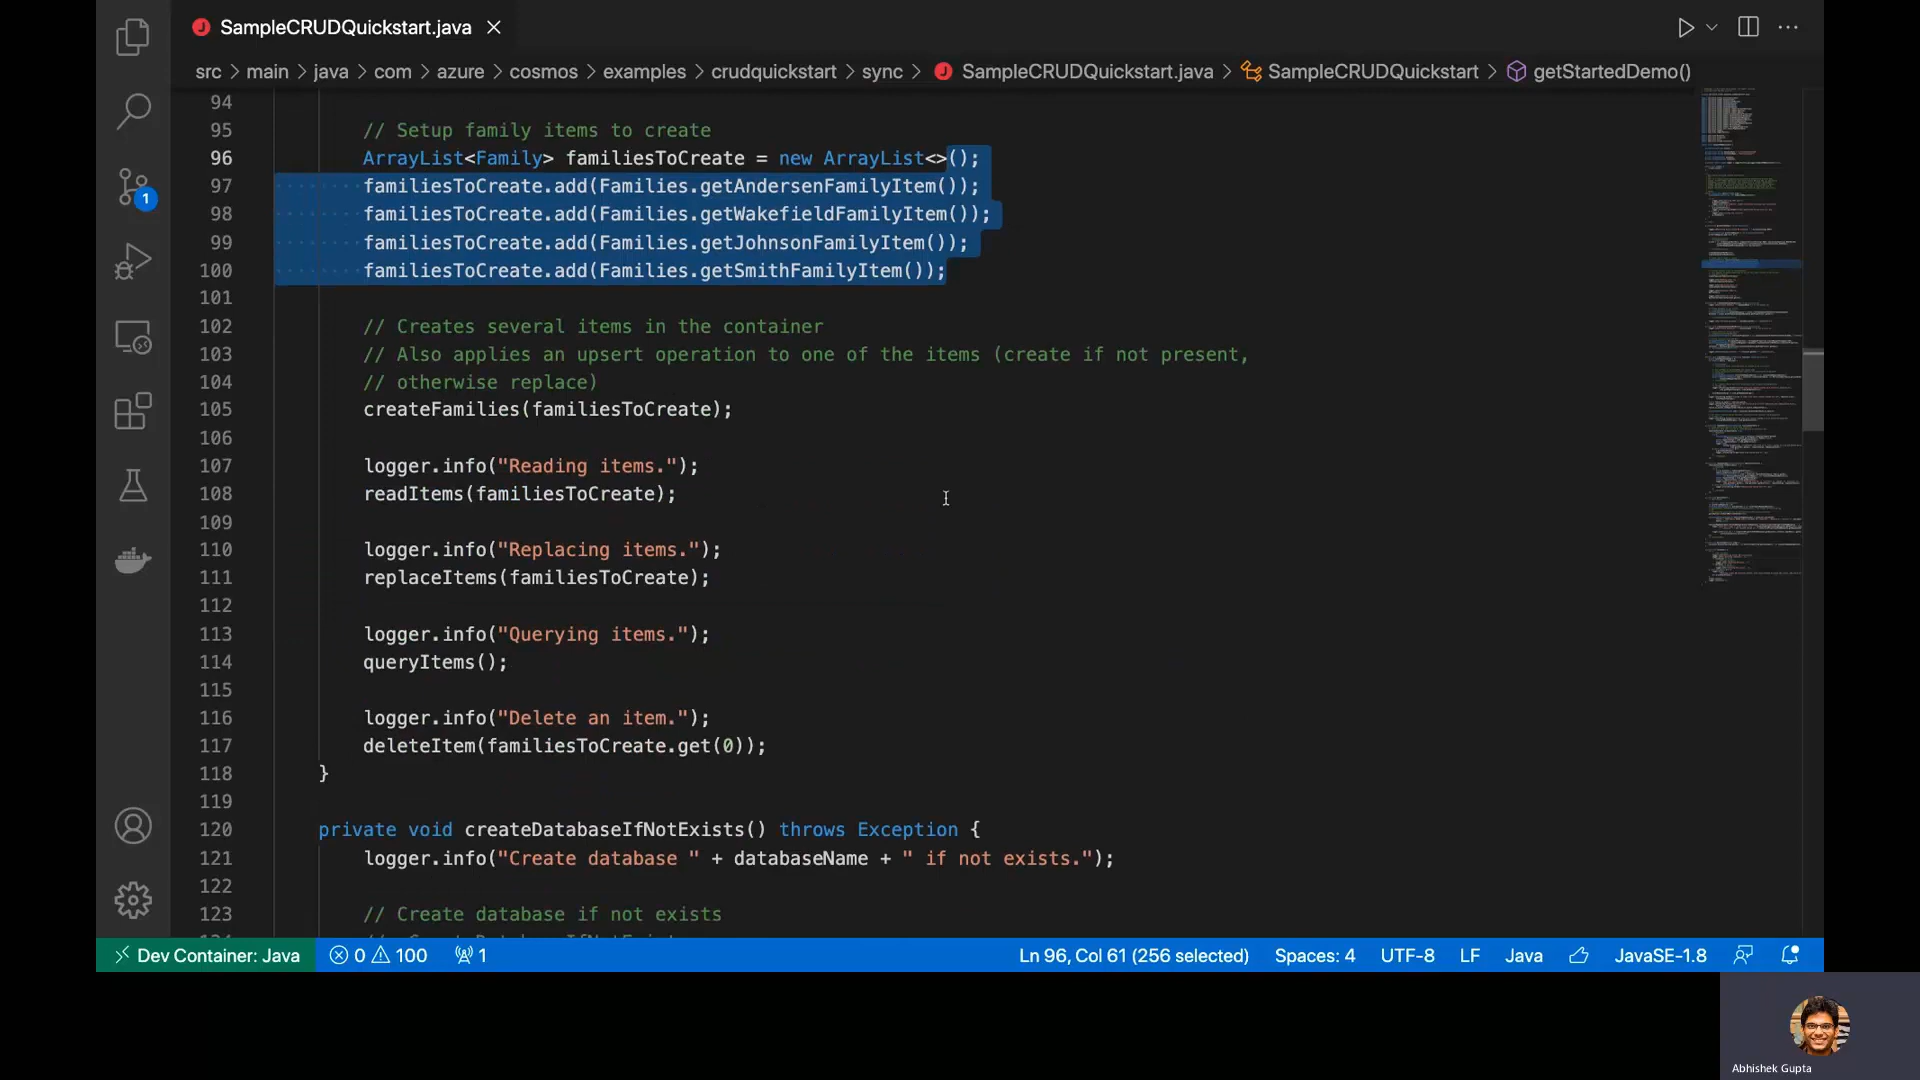 SampleCRUDQuickstart.java
src > main > java > com > azure > cosmos > examples > crudquickstart > sync > SampleCRUDQuickstart.java > SampleCRUDQuickstart > getStartedDemo()
94
95 // Setup family items to create
96 ArrayList<Family> familiesToCreate = new ArrayList<>();
97 familiesToCreate.add(Families.getAndersenFamilyItem());
98 familiesToCreate.add(Families.getWakefieldFamilyItem());
99 familiesToCreate.add(Families.getJohnsonFamilyItem());
100 familiesToCreate.add(Families.getSmithFamilyItem());
101
102 // Creates several items in the container
103 // Also applies an upsert operation to one of the items (create if not present,
104 // otherwise replace)
105 createFamilies(familiesToCreate);
106
107 logger.info("Reading items.");
108 readItems(familiesToCreate);
109
110 logger.info("Replacing items.");
111 replaceItems(familiesToCreate);
112
113 logger.info("Querying items.");
114 queryItems();
115
116 logger.info("Delete an item.");
117 deleteItem(familiesToCreate.get(0));
118 }
119
120 private void createDatabaseIfNotExists() throws Exception {
121 logger.info("Create database " + databaseName + " if not exists.");
122
123 // Create database if not exists
1
Dev Container: Java 0 100 1 Ln 96, Col 61 (256 selected) Spaces: 4 UTF-8 LF Java JavaSE-1.8
Abhishek Gupta